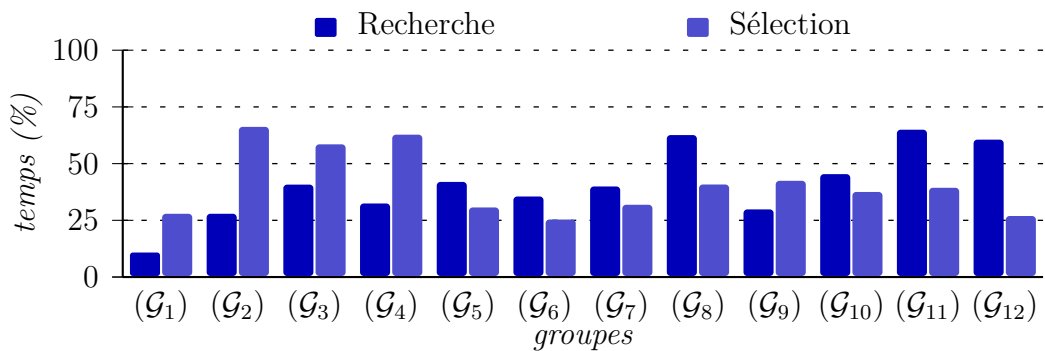 Recherche Sélection
100
75
50
25
0
temps (%)
(𝒢₁) (𝒢₂) (𝒢₃) (𝒢₄) (𝒢₅) (𝒢₆) (𝒢₇) (𝒢₈) (𝒢₉) (𝒢₁₀) (𝒢₁₁) (𝒢₁₂)
groupes